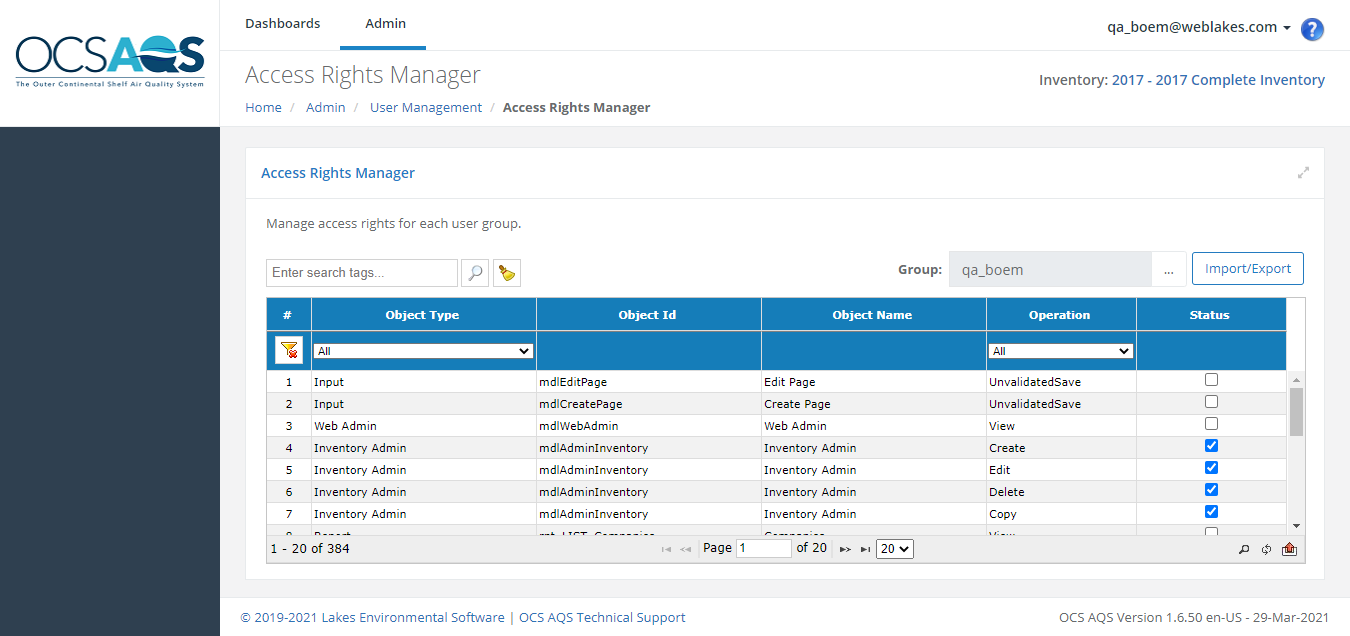 Dashboards Admin qa_boem@weblakes.com ?
OCSAQS
The Outer Continental Shelf Air Quality System
Access Rights Manager
Inventory: 2017 - 2017 Complete Inventory
Home / Admin / User Management / Access Rights Manager
Access Rights Manager
Manage access rights for each user group.
Enter search tags... Group: qa_boem ... Import/Export
# Object Type Object Id Object Name Operation Status
All All
1 Input mdlEditPage Edit Page UnvalidatedSave
2 Input mdlCreatePage Create Page UnvalidatedSave
3 Web Admin mdlWebAdmin Web Admin View
4 Inventory Admin mdlAdminInventory Inventory Admin Create
5 Inventory Admin mdlAdminInventory Inventory Admin Edit
6 Inventory Admin mdlAdminInventory Inventory Admin Delete
7 Inventory Admin mdlAdminInventory Inventory Admin Copy
8 Report rpt_LIST_Companies Companies View
1 - 20 of 384 Page 1 of 20 20
© 2019-2021 Lakes Environmental Software | OCS AQS Technical Support OCS AQS Version 1.6.50 en-US - 29-Mar-2021